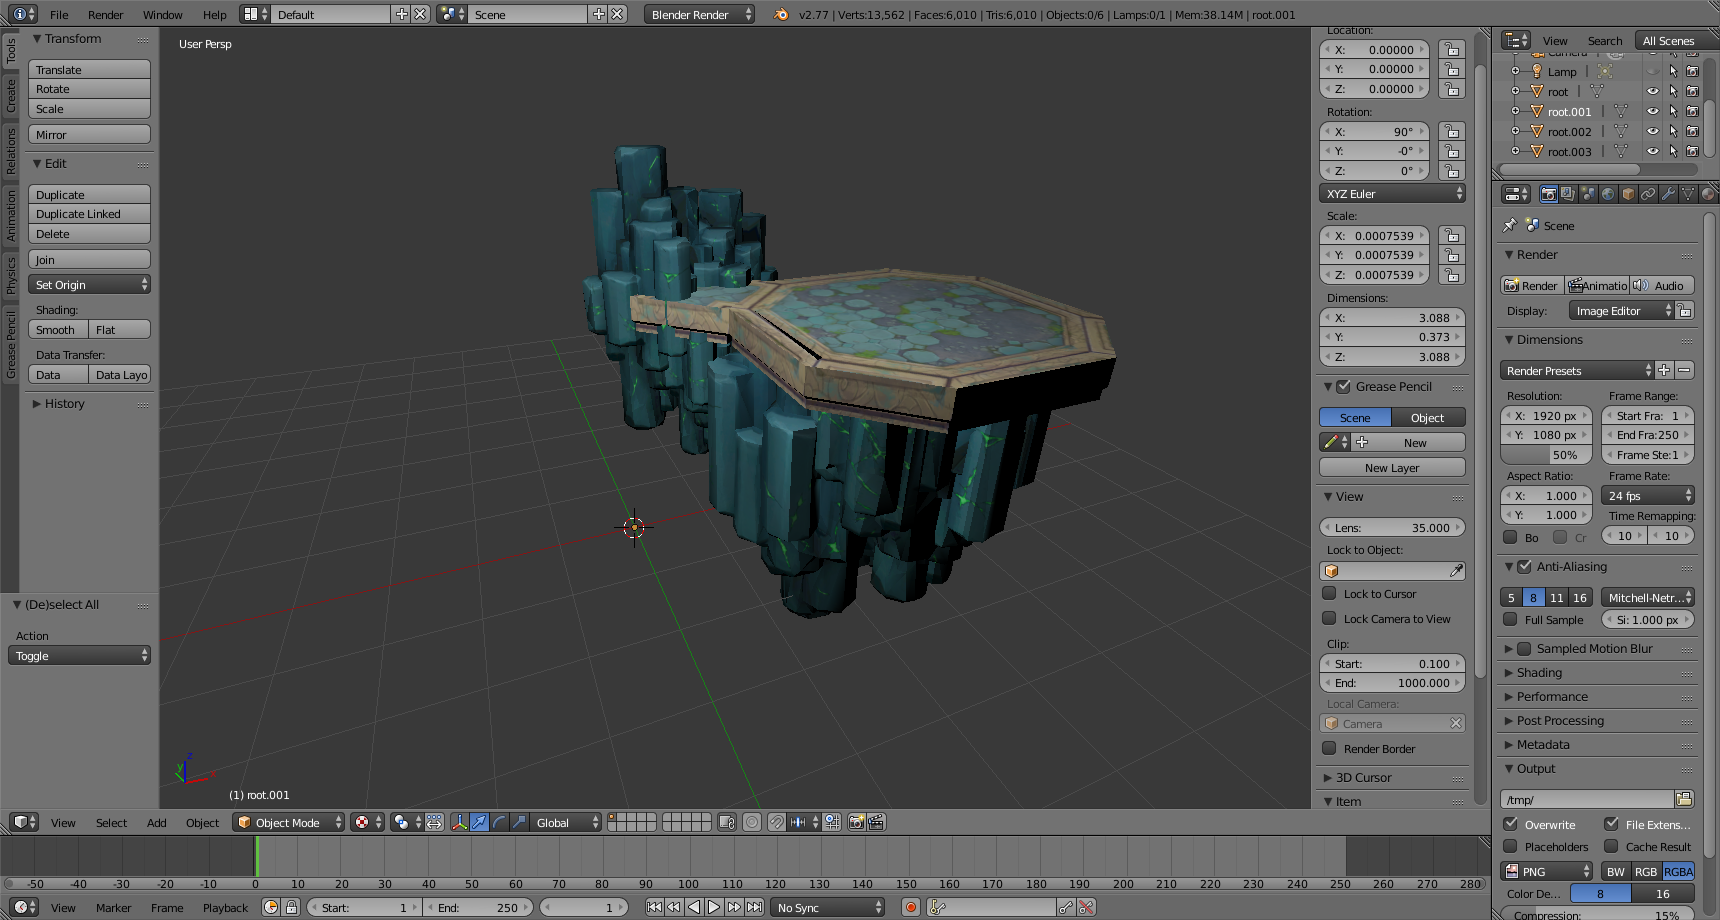 File Render Window Help Default Scene Blender Render v2.77 | Verts:13,562 | Faces:6,010 | Tris:6,010 | Objects:0/6 | Lamps:0/1 | Mem:38.14M | root.001
Tools
Create
Relations
Animation
Physics
Grease Pencil
Transform
Translate
Rotate
Scale
Mirror
Edit
Duplicate
Duplicate Linked
Delete
Join
Set Origin
Shading:
Smooth Flat
Data Transfer:
Data Data Layo
History
(De)select All
Action
Toggle
User Persp
z
y
x
(1) root.001
Location:
X: 0.00000
Y: 0.00000
Z: 0.00000
Rotation:
X: 90°
Y: -0°
Z: 0°
XYZ Euler
Scale:
X: 0.0007539
Y: 0.0007539
Z: 0.0007539
Dimensions:
X: 3.088
Y: 0.373
Z: 3.088
Grease Pencil
Scene Object
New
New Layer
View
Lens: 35.000
Lock to Object:
Lock to Cursor
Lock Camera to View
Clip:
Start: 0.100
End: 1000.000
Local Camera:
Camera
Render Border
3D Cursor
Item
View Search All Scenes
Camera
Lamp
root
root.001
root.002
root.003
Scene
Render
Render Animatio Audio
Display: Image Editor
Dimensions
Render Presets
Resolution: Frame Range:
X: 1920 px Start Fra: 1
Y: 1080 px End Fra:250
50% Frame Ste:1
Aspect Ratio: Frame Rate:
X: 1.000 24 fps
Y: 1.000 Time Remapping:
Bo Cr 10 10
Anti-Aliasing
5 8 11 16 Mitchell-Netr...
Full Sample Si: 1.000 px
Sampled Motion Blur
Shading
Performance
Post Processing
Metadata
Output
/tmp/
Overwrite File Extens...
Placeholders Cache Result
PNG BW RGB RGBA
Color De... 8 16
Compression: 15%
View Select Add Object Object Mode Global
-50 -40 -30 -20 -10 0 10 20 30 40 50 60 70 80 90 100 110 120 130 140 150 160 170 180 190 200 210 220 230 240 250 260 270 280
View Marker Frame Playback Start: 1 End: 250 1 No Sync